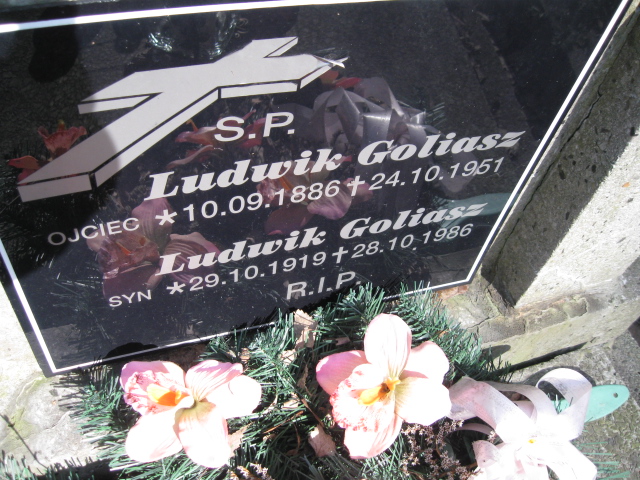 S.P.
Ludwik Goliasz
OJCIEC *10.09.1886 †24.10.1951
Ludwik Goliasz
SYN *29.10.1919 †28.10.1986
R.I.P.